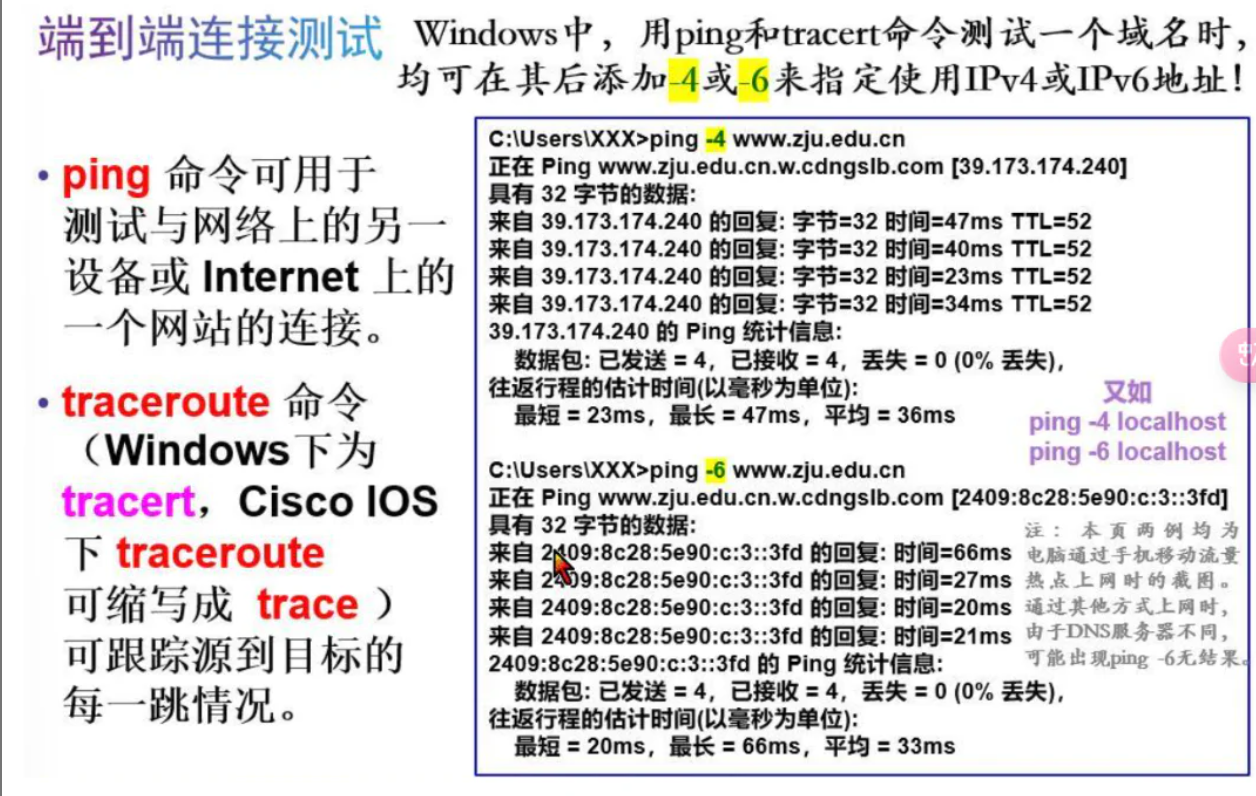 端到端连接测试
Windows中，用ping和tracert命令测试一个域名时，
均可在其后添加-4或-6来指定使用IPv4或IPv6地址！
• ping 命令可用于
测试与网络上的另一
设备或 Internet 上的
一个网站的连接。
• traceroute 命令
（Windows下为
tracert，Cisco IOS
下 traceroute
可缩写成 trace ）
可跟踪源到目标的
每一跳情况。
C:\Users\XXX>ping -4 www.zju.edu.cn
正在 Ping www.zju.edu.cn.w.cdngslb.com [39.173.174.240]
具有 32 字节的数据:
来自 39.173.174.240 的回复: 字节=32 时间=47ms TTL=52
来自 39.173.174.240 的回复: 字节=32 时间=40ms TTL=52
来自 39.173.174.240 的回复: 字节=32 时间=23ms TTL=52
来自 39.173.174.240 的回复: 字节=32 时间=34ms TTL=52
39.173.174.240 的 Ping 统计信息:
数据包: 已发送 = 4，已接收 = 4，丢失 = 0 (0% 丢失)，
往返行程的估计时间(以毫秒为单位):
最短 = 23ms，最长 = 47ms，平均 = 36ms
又如
ping -4 localhost
ping -6 localhost
C:\Users\XXX>ping -6 www.zju.edu.cn
正在 Ping www.zju.edu.cn.w.cdngslb.com [2409:8c28:5e90:c:3::3fd]
具有 32 字节的数据:
来自 2409:8c28:5e90:c:3::3fd 的回复: 时间=66ms
来自 2409:8c28:5e90:c:3::3fd 的回复: 时间=27ms
来自 2409:8c28:5e90:c:3::3fd 的回复: 时间=20ms
来自 2409:8c28:5e90:c:3::3fd 的回复: 时间=21ms
2409:8c28:5e90:c:3::3fd 的 Ping 统计信息:
数据包: 已发送 = 4，已接收 = 4，丢失 = 0 (0% 丢失)，
往返行程的估计时间(以毫秒为单位):
最短 = 20ms，最长 = 66ms，平均 = 33ms
注：本頁两例均为
电脑通过手机移动流量
热点上网时的截图。
通过其他方式上网时，
由于DNS服务器不同，
可能出现ping -6无结果。